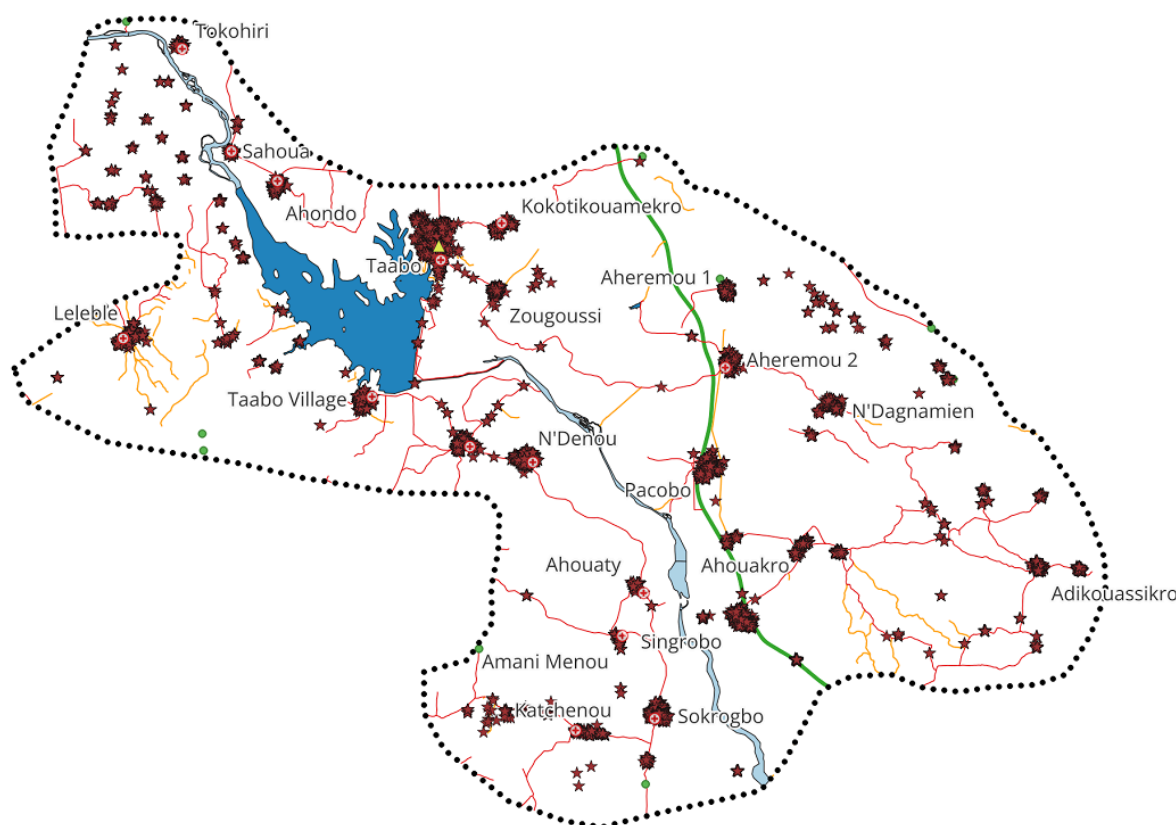 Tokohiri
Sahoua
Ahondo
Kokotikouamekro
Taabo
Aheremou 1
Leleble
Zougoussi
Aheremou 2
Taabo Village
N'Dagnamien
N'Denou
Pacobo
Ahouaty
Ahouakro
Adikouassikro
Singrobo
Amani Menou
Katchenou
Sokrogbo